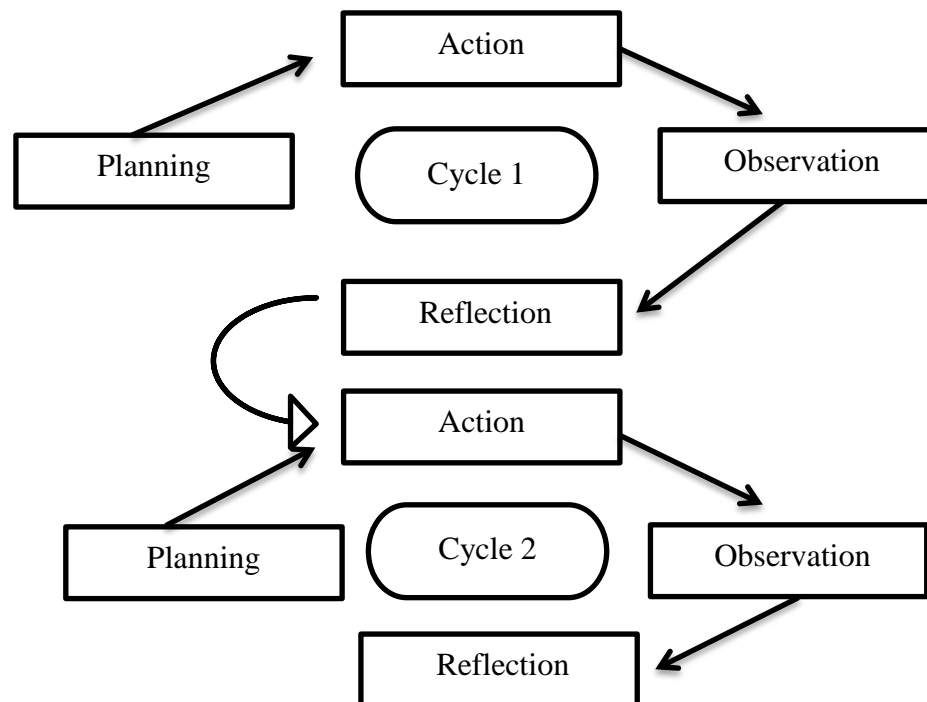 Action
Planning
Cycle 1
Observation
Reflection
Action
Planning
Cycle 2
Observation
Reflection